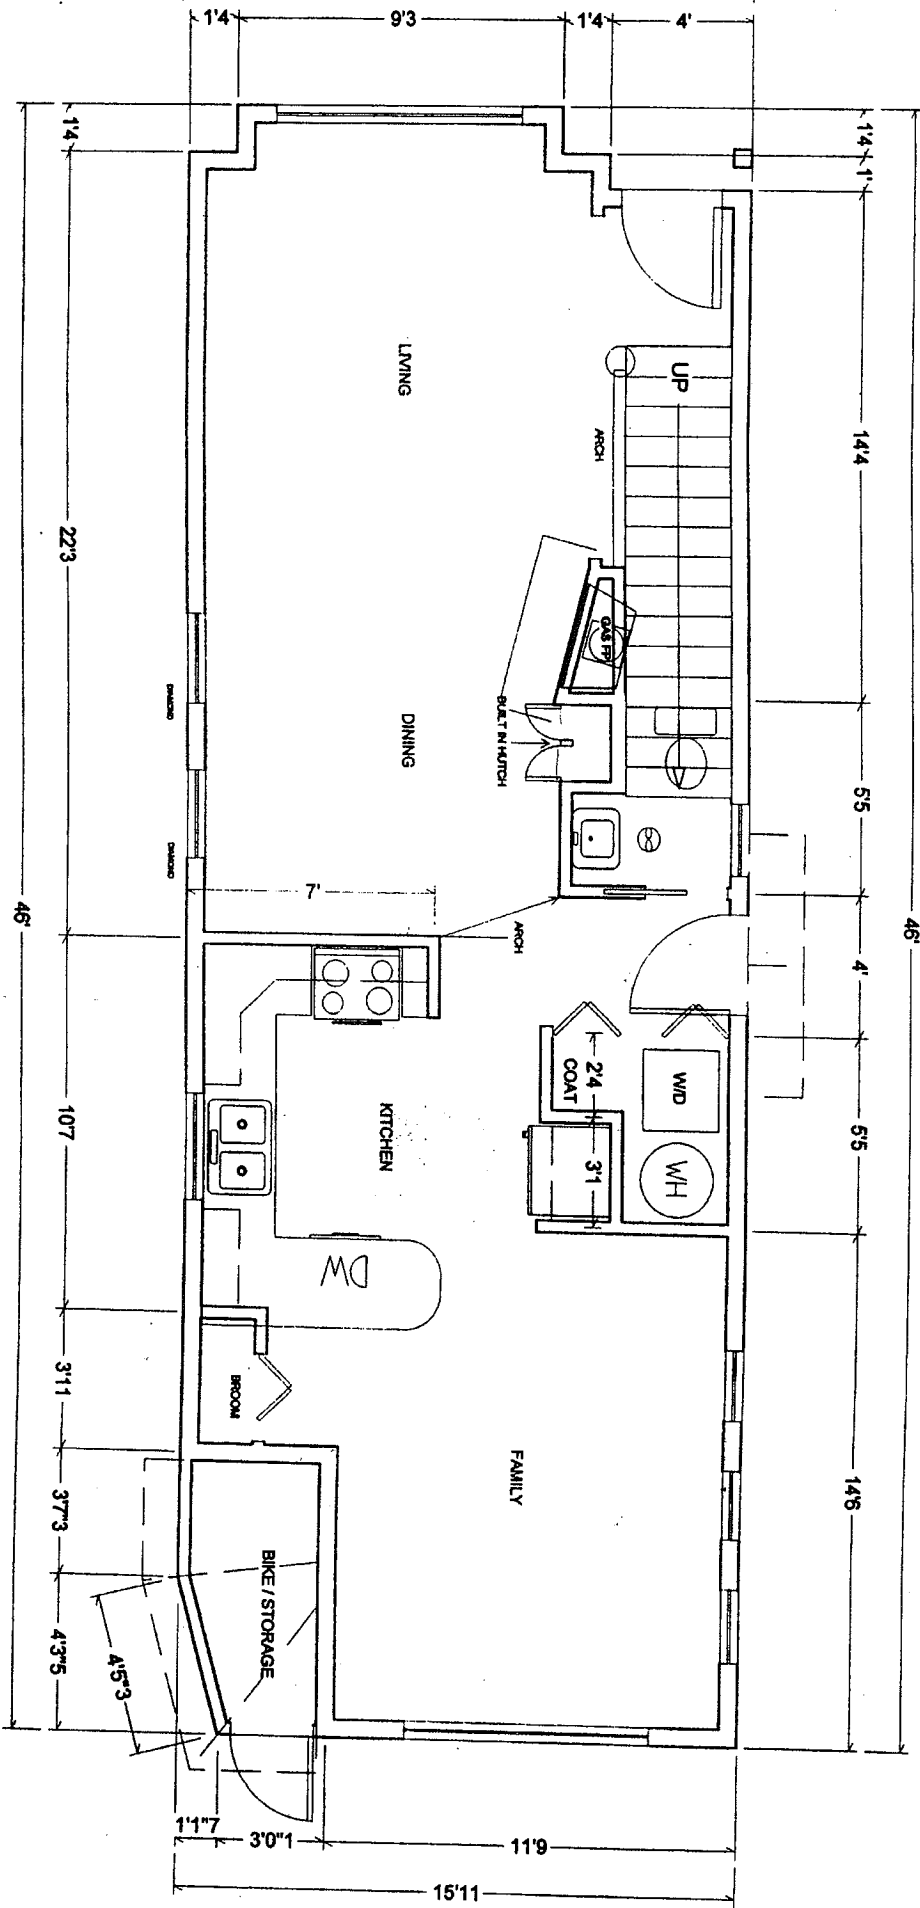 1'4
9'3
1'4
4'
1'4
1'4
1'
LIVING
UP
ARCH
14'4
22'3
GAS FP
DIAMOND
DINING
BUILT IN HUTCH
5'5
DIAMOND
7'
46'
46'
ARCH
4'
2'4
COAT
W/D
10'7
KITCHEN
3'1
WH
5'5
DW
3'11
BROOM
FAMILY
14'6
3'7"3
BIKE / STORAGE
4'3"5
4'5"3
1'1"7
3'0"1
11'9
15'11